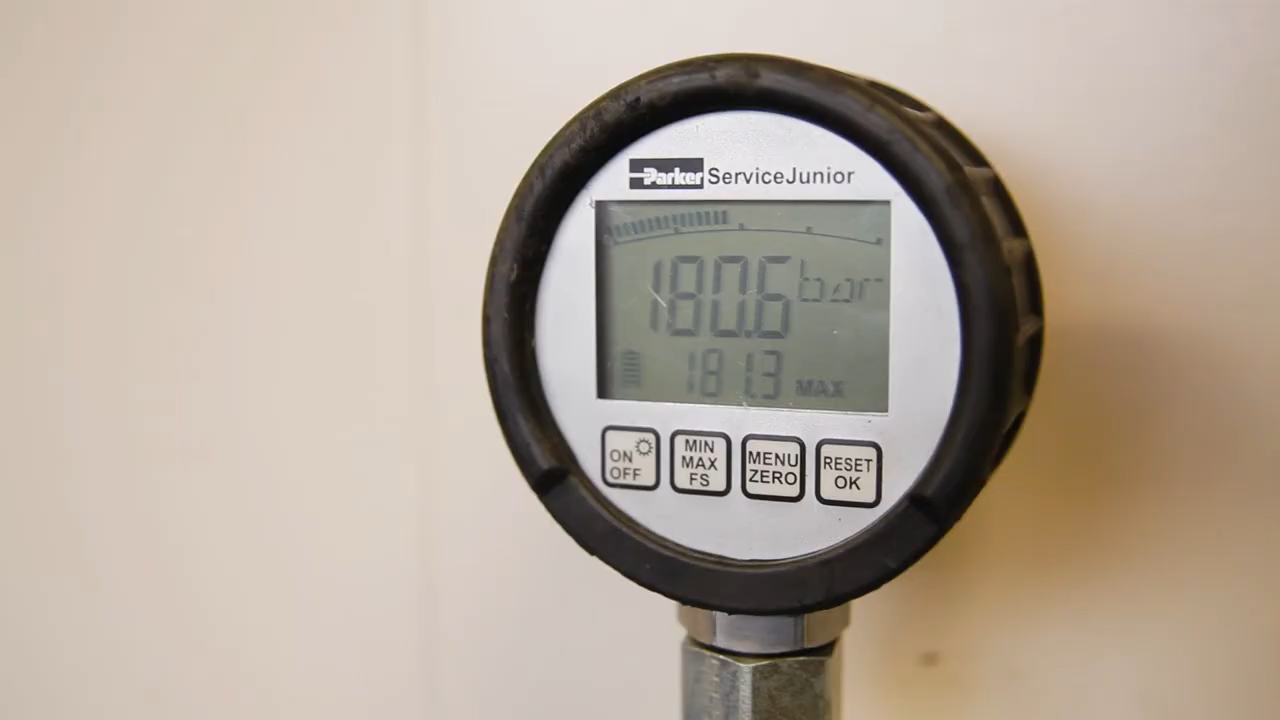 Parker ServiceJunior
180.6 bar
181.3 MAX
ON OFF
MIN MAX FS
MENU ZERO
RESET OK